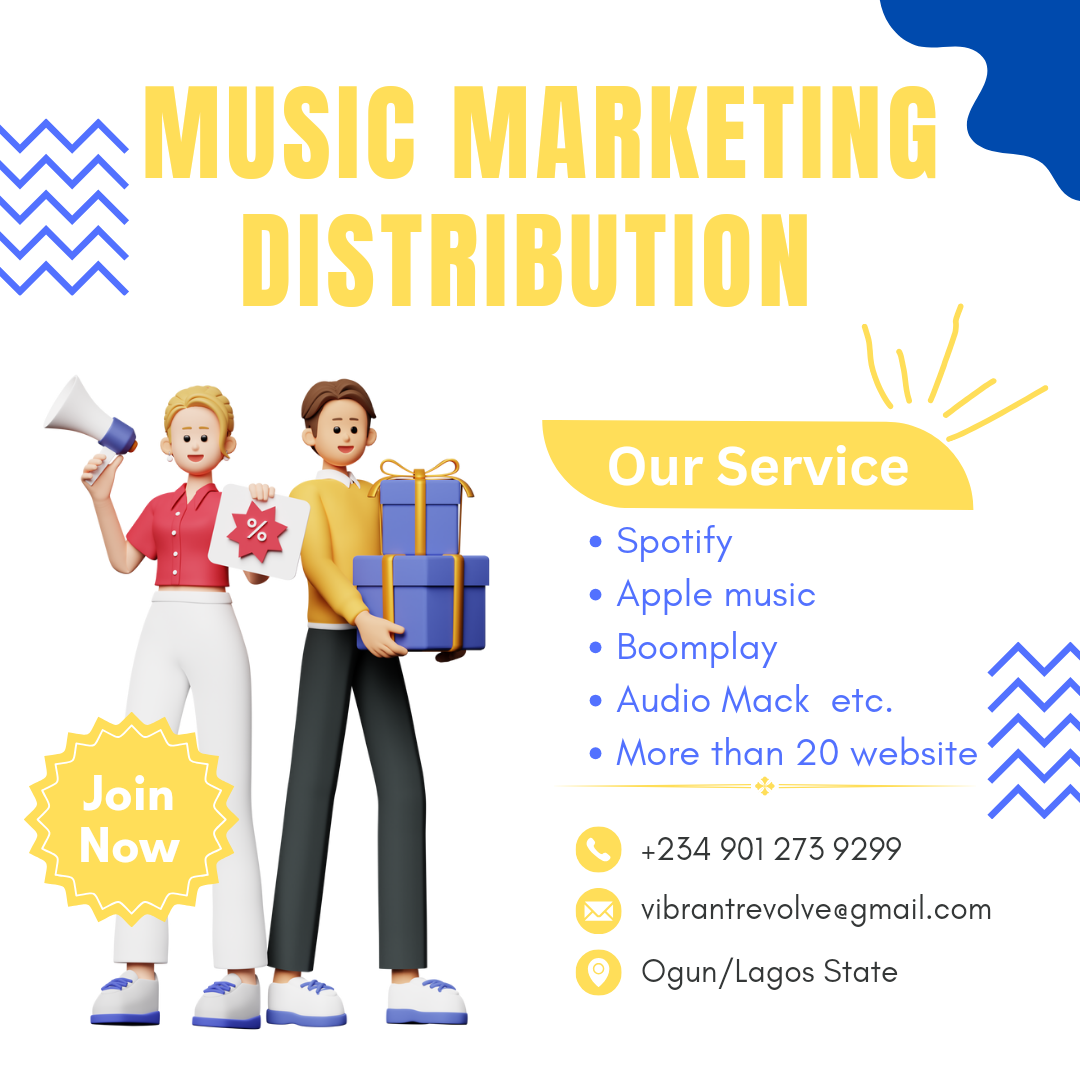 MUSIC MARKETING
DISTRIBUTION
%
Our Service
• Spotify
• Apple music
• Boomplay
• Audio Mack  etc.
• More than 20 website
Join
Now
+234 901 273 9299
vibrantrevolve@gmail.com
Ogun/Lagos State